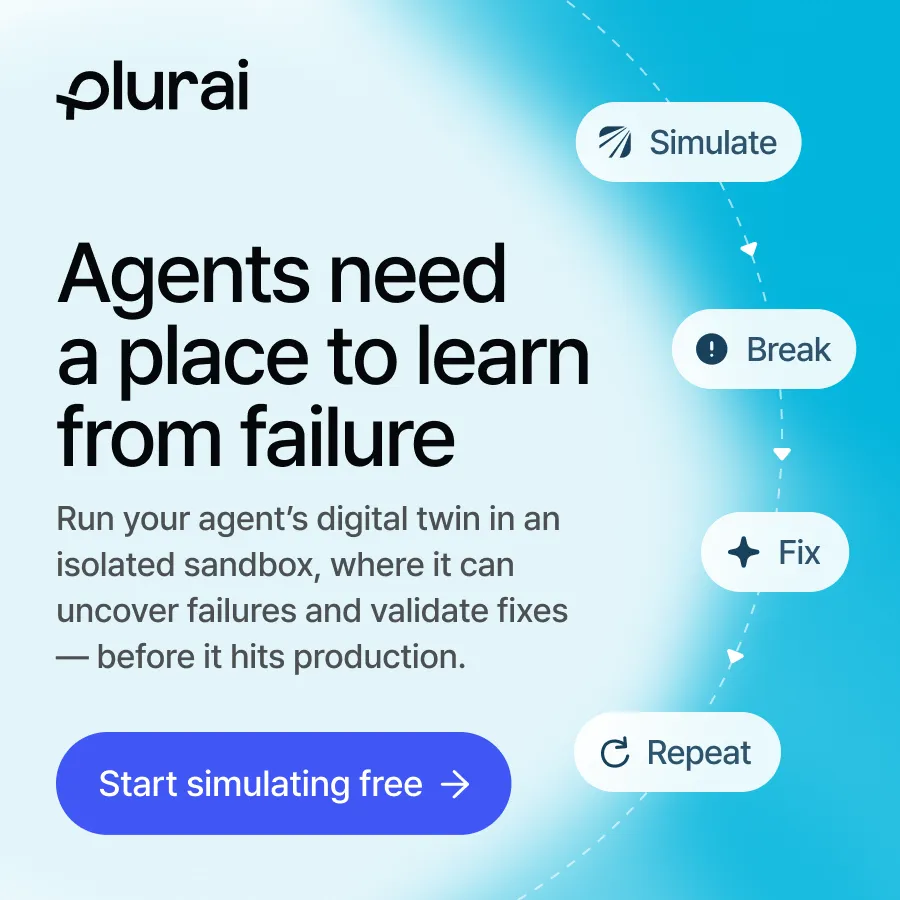 plurai
Simulate
Agents need
a place to learn
from failure
Break
Run your agent’s digital twin in an
isolated sandbox, where it can
uncover failures and validate fixes
— before it hits production.
Fix
Start simulating free
Repeat